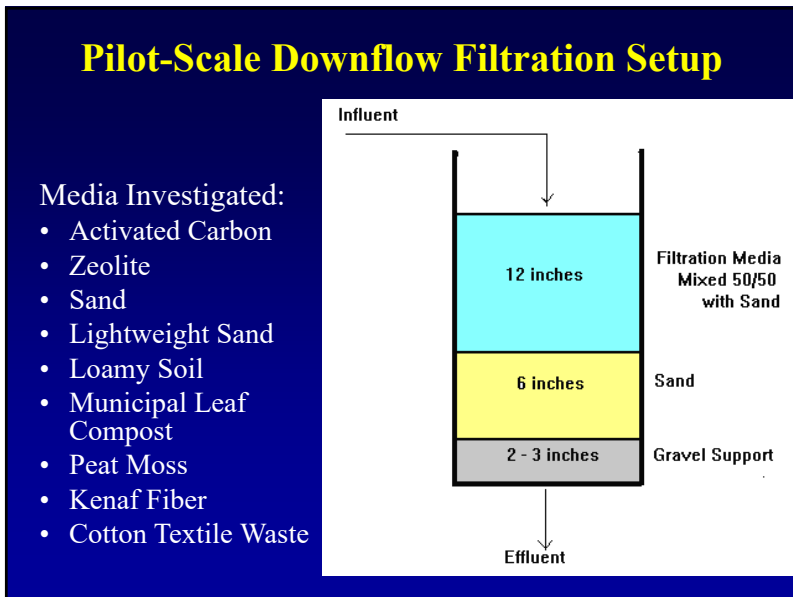 Pilot-Scale Downflow Filtration Setup
Media Investigated:
• Activated Carbon
• Zeolite
• Sand
• Lightweight Sand
• Loamy Soil
• Municipal Leaf
Compost
• Peat Moss
• Kenaf Fiber
• Cotton Textile Waste
Influent
12 inches
Filtration Media
Mixed 50/50
with Sand
6 inches
Sand
2 - 3 inches
Gravel Support
Effluent